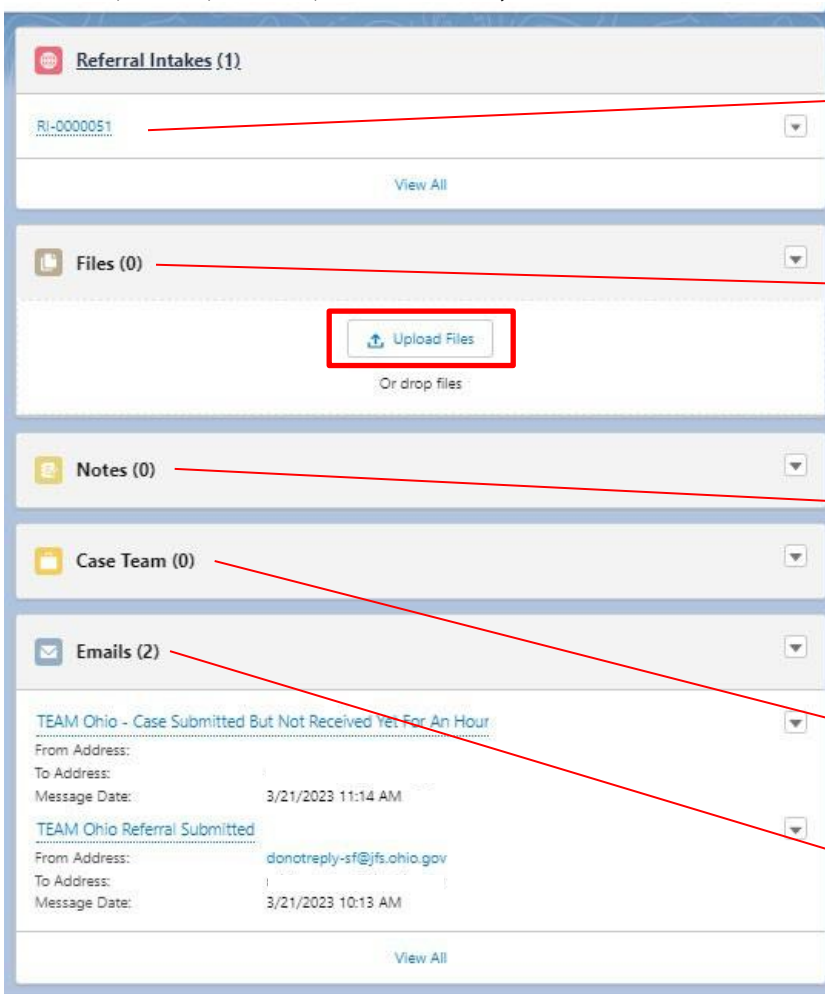 Referral Intakes (1)
RI-0000051
View All
Files (0)
Upload Files
Or drop files
Notes (0)
Case Team (0)
Emails (2)
TEAM Ohio - Case Submitted But Not Received Yet For An Hour
From Address:
To Address:
Message Date: 3/21/2023 11:14 AM
TEAM Ohio Referral Submitted
From Address: donotreply-sf@jfs.ohio.gov
To Address:
Message Date: 3/21/2023 10:13 AM
View All